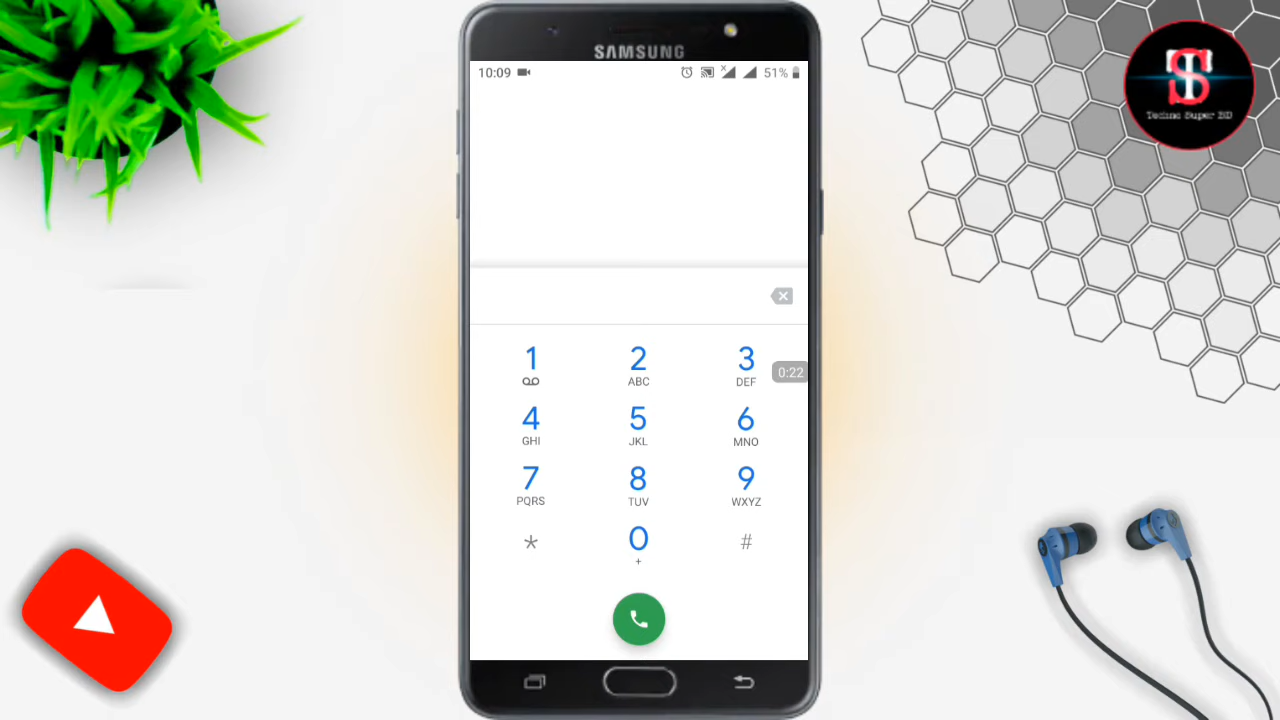 SAMSUNG
10:09 51%
TS
Techno Super BD
1 2 3
ABC DEF
0:22
4 5 6
GHI JKL MNO
7 8 9
PQRS TUV WXYZ
* 0 #
+